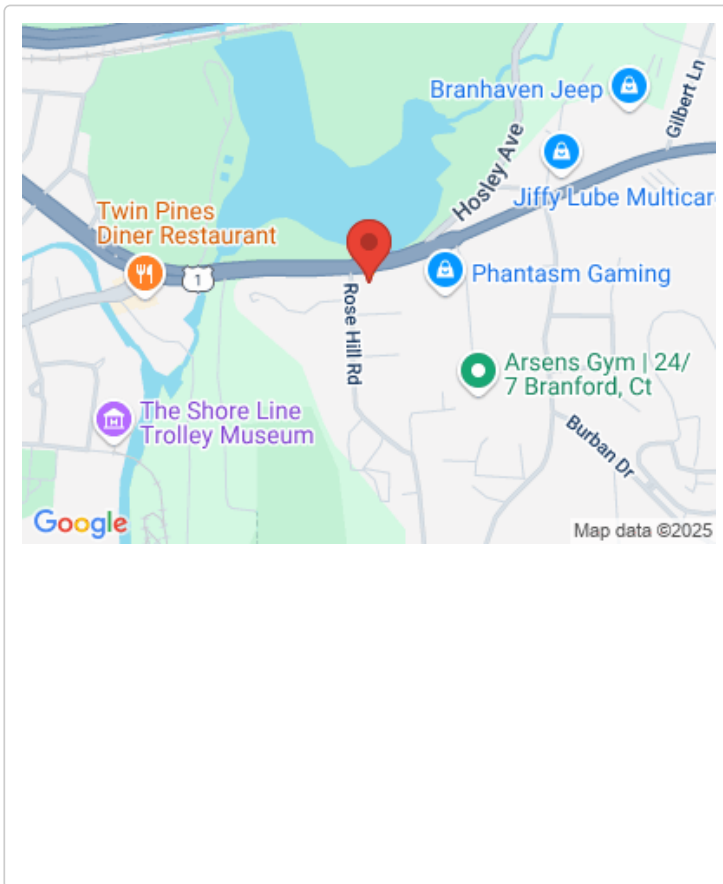 Branhaven Jeep
Gilbert Ln
Hosley Ave
Jiffy Lube Multicar
Twin Pines
Diner Restaurant
1
Phantasm Gaming
Rose Hill Rd
Arsens Gym | 24/
7 Branford, Ct
The Shore Line
Trolley Museum
Burban Dr
Google
Map data ©2025